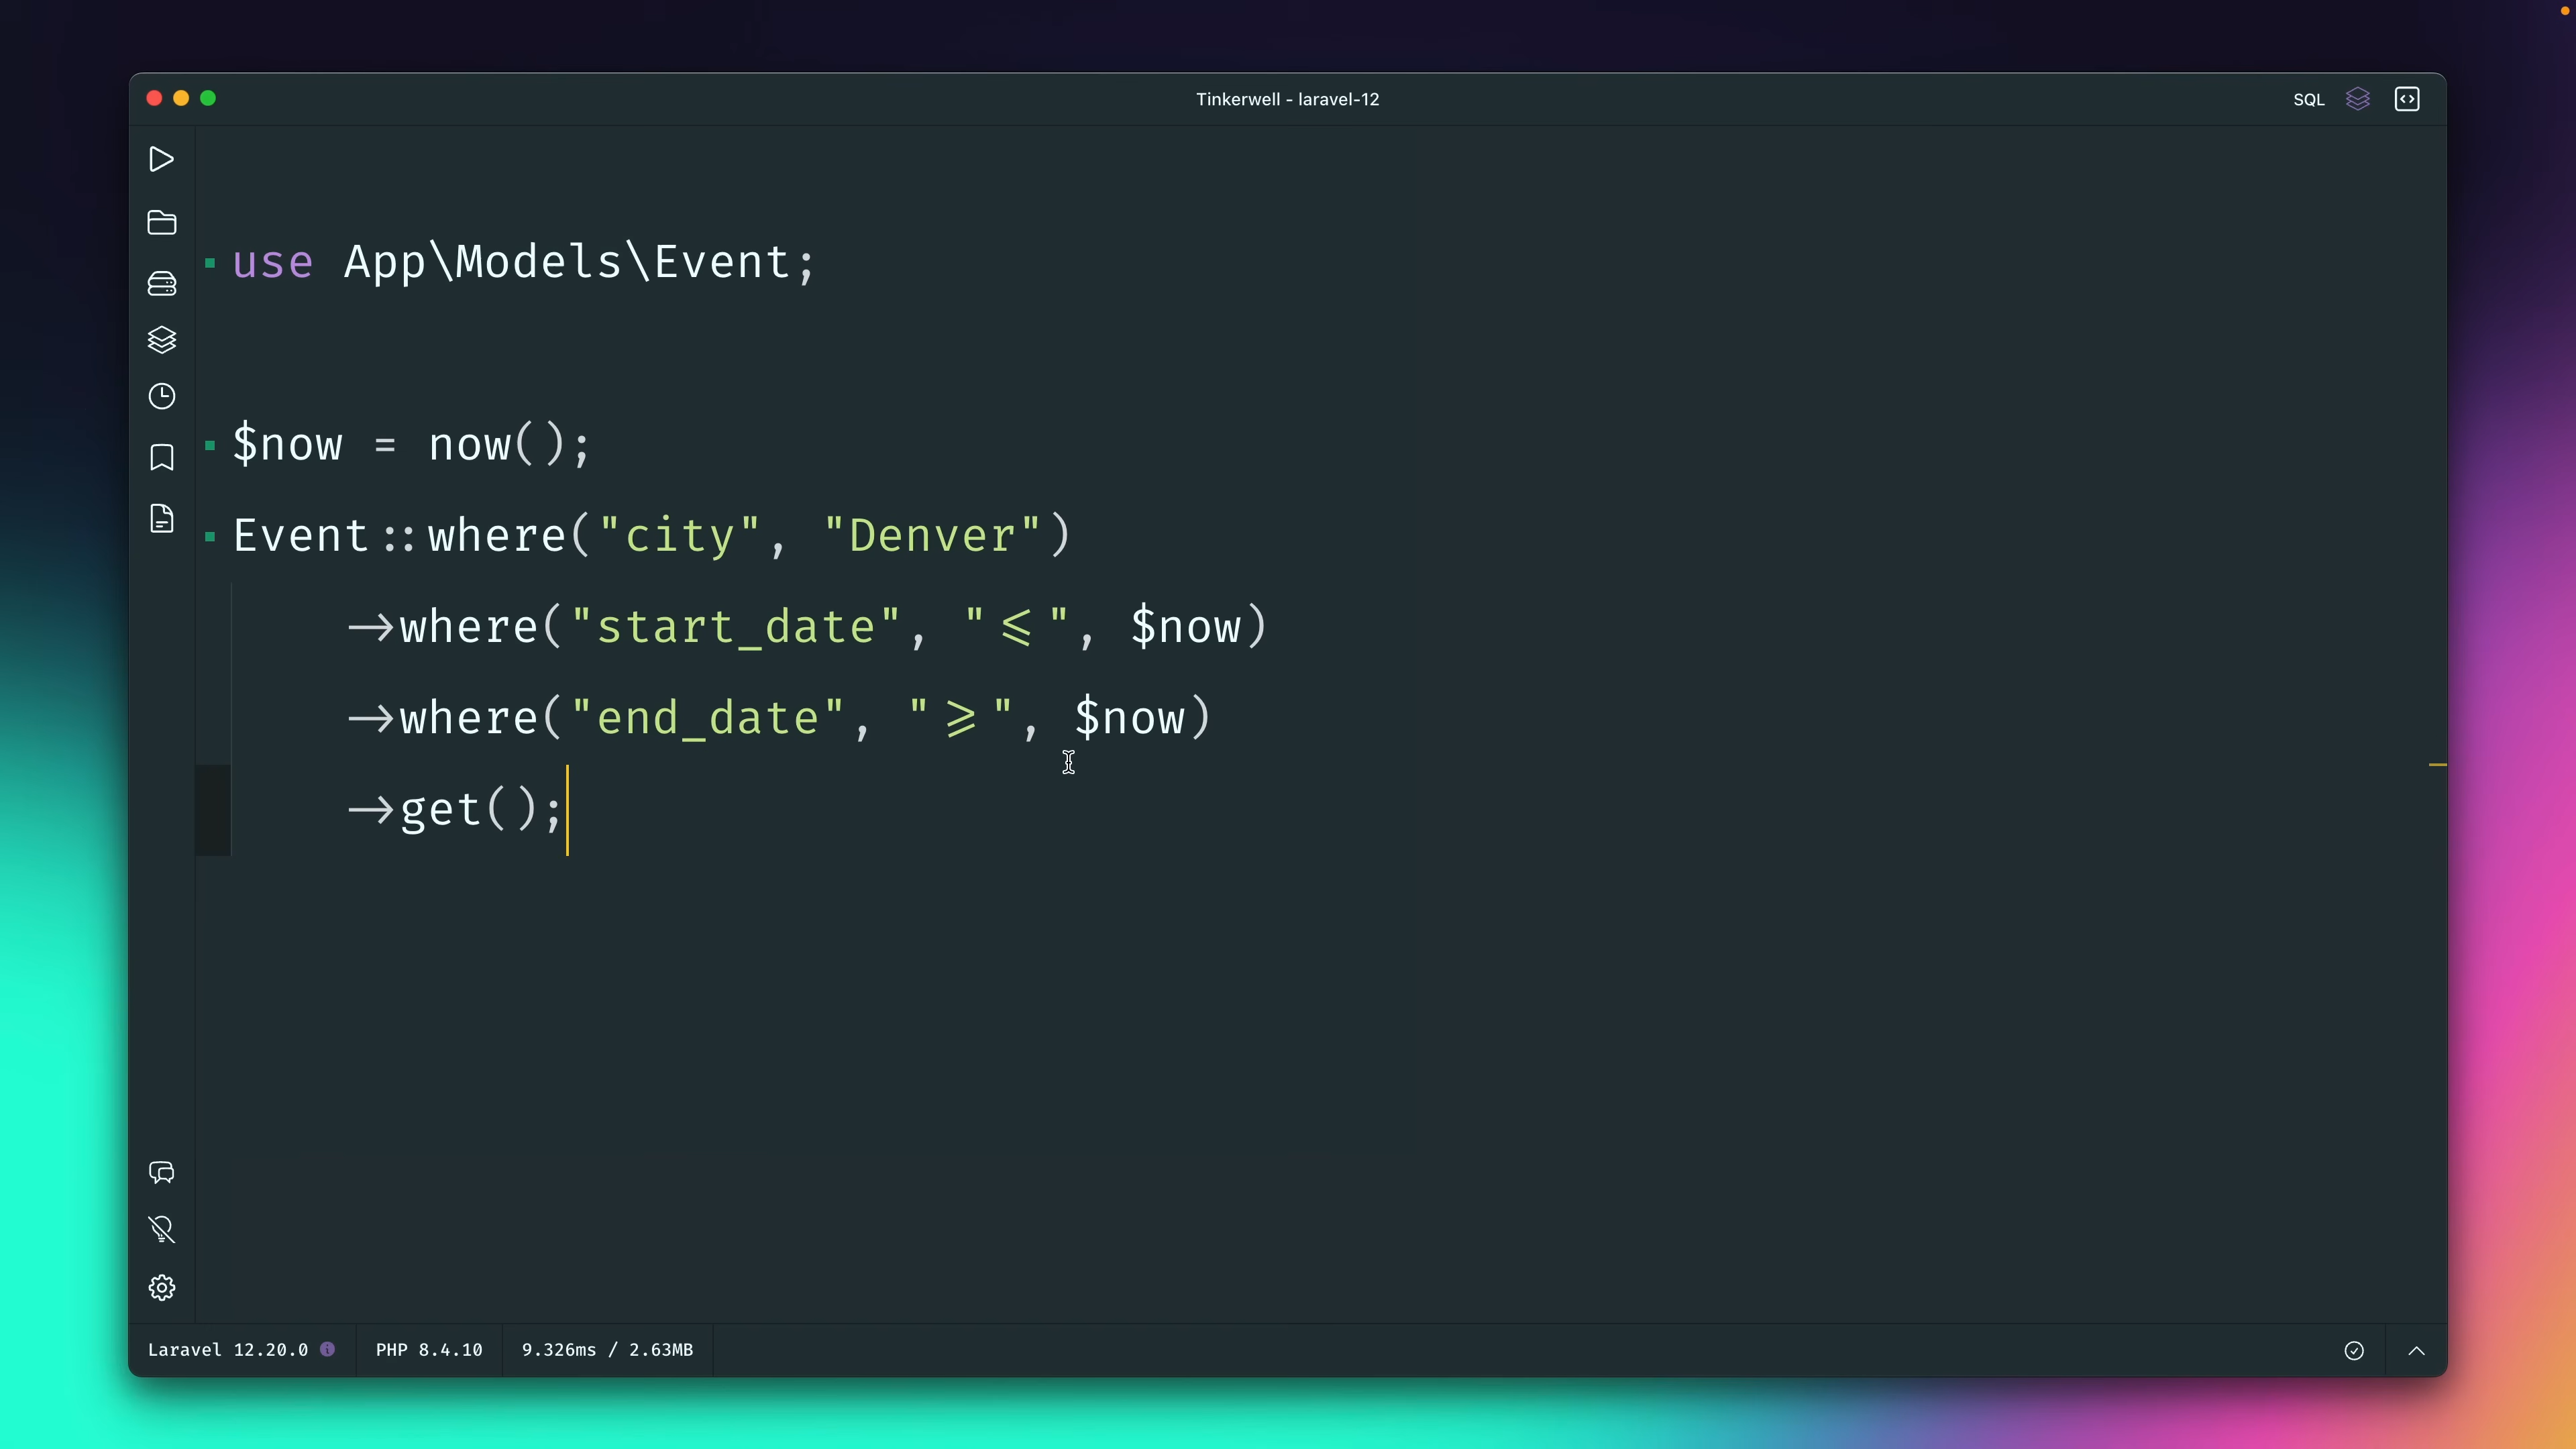 Tinkerwell - laravel-12
SQL
use App\Models\Event;
$now = now();
Event::where("city", "Denver")
->where("start_date", "<=", $now)
->where("end_date", ">=", $now)
->get();
Laravel 12.20.0
PHP 8.4.10
9.326ms / 2.63MB